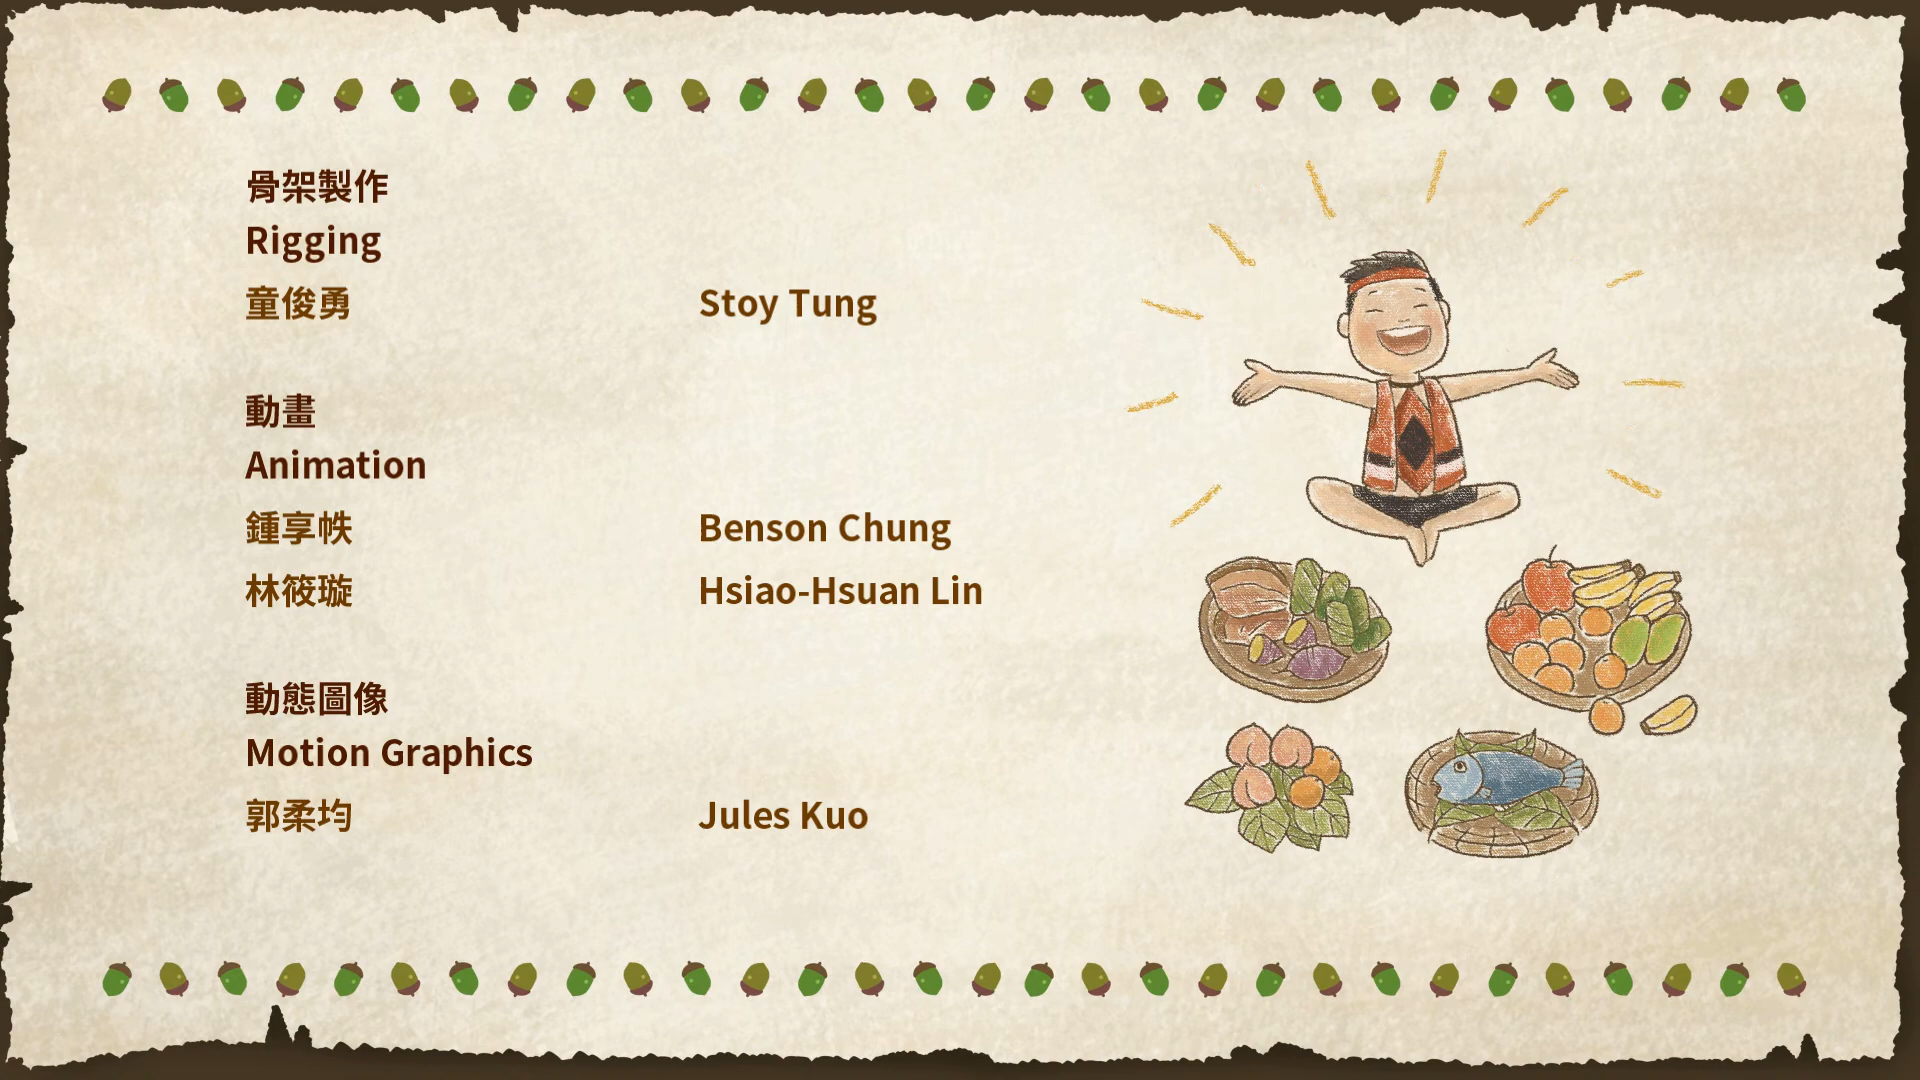 骨架製作
Rigging
童俊勇 Stoy Tung
動畫
Animation
鍾享帙 Benson Chung
林筱璇 Hsiao-Hsuan Lin
動態圖像
Motion Graphics
郭柔均 Jules Kuo